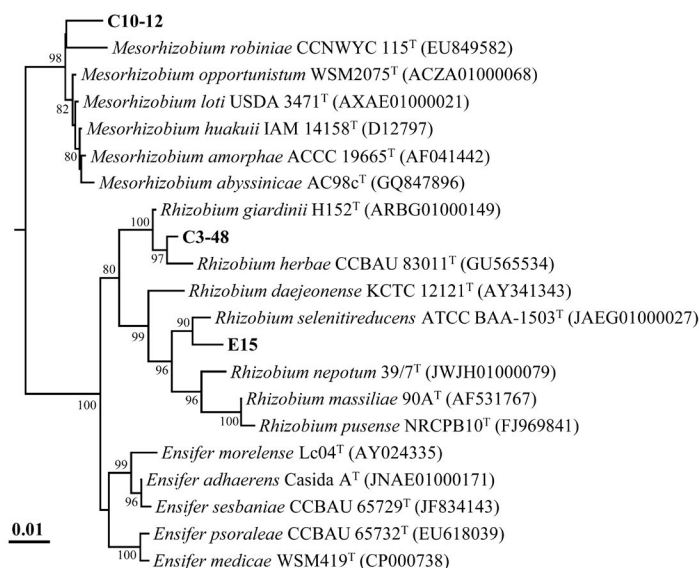 C10-12
Mesorhizobium robiniae CCNWYC 115T (EU849582)
98
Mesorhizobium opportunistum WSM2075T (ACZA01000068)
Mesorhizobium loti USDA 3471T (AXAE01000021)
82
Mesorhizobium huakuii IAM 14158T (D12797)
Mesorhizobium amorphae ACCC 19665T (AF041442)
80
Mesorhizobium abyssinicae AC98cT (GQ847896)
Rhizobium giardinii H152T (ARBG01000149)
100
C3-48
97
Rhizobium herbae CCBAU 83011T (GU565534)
80
Rhizobium daejeonense KCTC 12121T (AY341343)
Rhizobium selenitireducens ATCC BAA-1503T (JAEG01000027)
90
99
E15
96
Rhizobium nepotum 39/7T (JWJH01000079)
Rhizobium massiliae 90AT (AF531767)
96
100
100
Rhizobium pusense NRCPB10T (FJ969841)
Ensifer morelense Lc04T (AY024335)
99
Ensifer adhaerens Casida AT (JNAE01000171)
96
Ensifer sesbaniae CCBAU 65729T (JF834143)
0.01
Ensifer psoraleae CCBAU 65732T (EU618039)
100
Ensifer medicae WSM419T (CP000738)